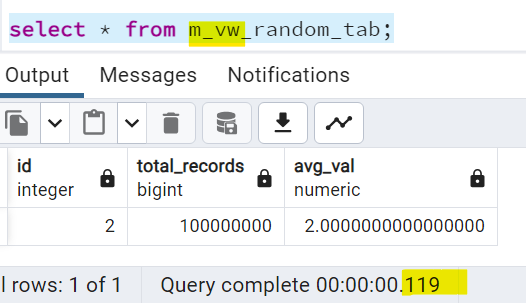 select * from m_vw_random_tab;
Output Messages Notifications
id total_records avg_val
integer bigint numeric
2 100000000 2.0000000000000000
l rows: 1 of 1 Query complete 00:00:00.119